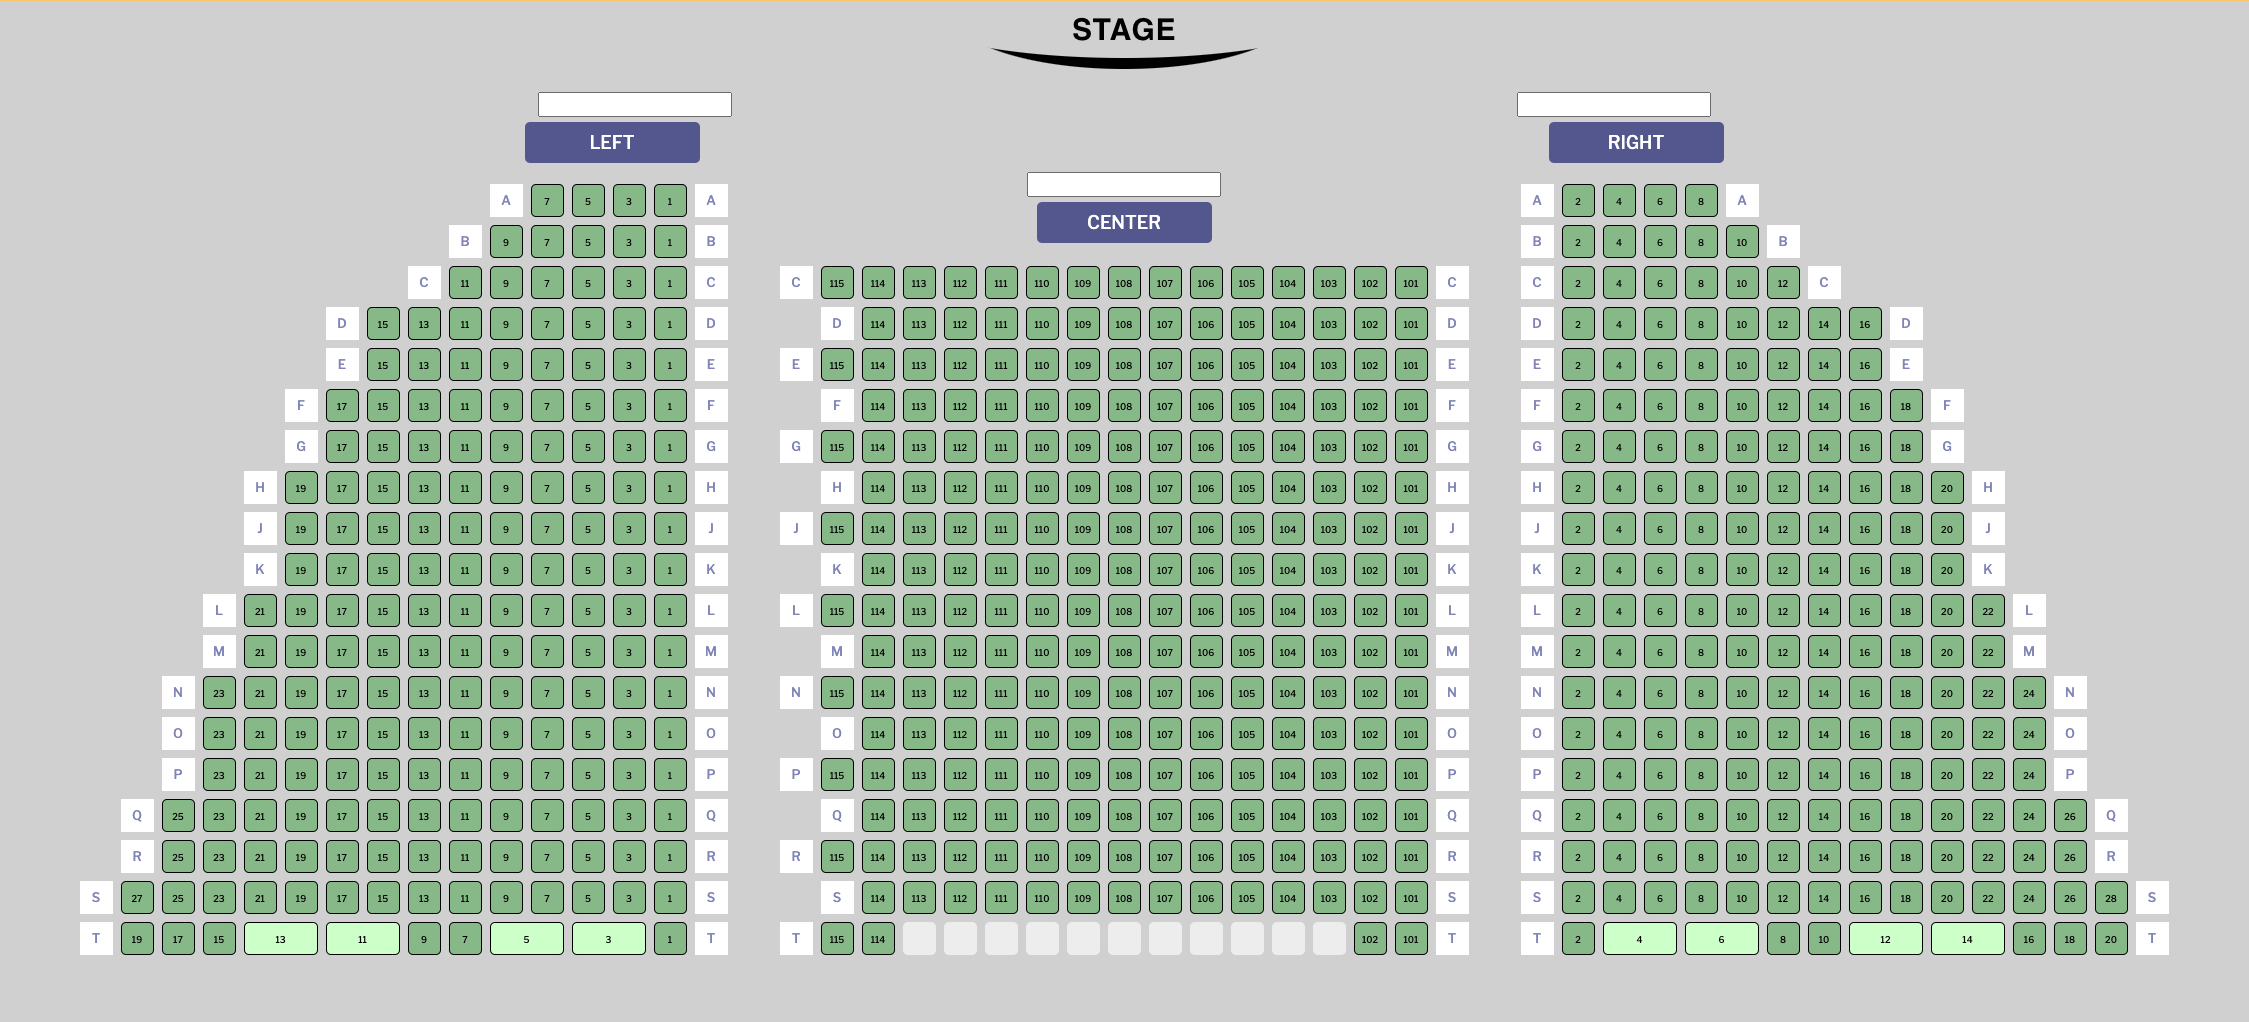 STAGE
LEFT RIGHT
CENTER
A 7 5 3 1 A A 2 4 6 8 A
B 9 7 5 3 1 B B 2 4 6 8 10 B
C 11 9 7 5 3 1 C C 115 114 113 112 111 110 109 108 107 106 105 104 103 102 101 C C 2 4 6 8 10 12 C
D 15 13 11 9 7 5 3 1 D D 114 113 112 111 110 109 108 107 106 105 104 103 102 101 D D 2 4 6 8 10 12 14 16 D
E 15 13 11 9 7 5 3 1 E E 115 114 113 112 111 110 109 108 107 106 105 104 103 102 101 E E 2 4 6 8 10 12 14 16 E
F 17 15 13 11 9 7 5 3 1 F F 114 113 112 111 110 109 108 107 106 105 104 103 102 101 F F 2 4 6 8 10 12 14 16 18 F
G 17 15 13 11 9 7 5 3 1 G G 115 114 113 112 111 110 109 108 107 106 105 104 103 102 101 G G 2 4 6 8 10 12 14 16 18 G
H 19 17 15 13 11 9 7 5 3 1 H H 114 113 112 111 110 109 108 107 106 105 104 103 102 101 H H 2 4 6 8 10 12 14 16 18 20 H
J 19 17 15 13 11 9 7 5 3 1 J J 115 114 113 112 111 110 109 108 107 106 105 104 103 102 101 J J 2 4 6 8 10 12 14 16 18 20 J
K 19 17 15 13 11 9 7 5 3 1 K K 114 113 112 111 110 109 108 107 106 105 104 103 102 101 K K 2 4 6 8 10 12 14 16 18 20 K
L 21 19 17 15 13 11 9 7 5 3 1 L L 115 114 113 112 111 110 109 108 107 106 105 104 103 102 101 L L 2 4 6 8 10 12 14 16 18 20 22 L
M 21 19 17 15 13 11 9 7 5 3 1 M M 114 113 112 111 110 109 108 107 106 105 104 103 102 101 M M 2 4 6 8 10 12 14 16 18 20 22 M
N 23 21 19 17 15 13 11 9 7 5 3 1 N N 115 114 113 112 111 110 109 108 107 106 105 104 103 102 101 N N 2 4 6 8 10 12 14 16 18 20 22 24 N
O 23 21 19 17 15 13 11 9 7 5 3 1 O O 114 113 112 111 110 109 108 107 106 105 104 103 102 101 O O 2 4 6 8 10 12 14 16 18 20 22 24 O
P 23 21 19 17 15 13 11 9 7 5 3 1 P P 115 114 113 112 111 110 109 108 107 106 105 104 103 102 101 P P 2 4 6 8 10 12 14 16 18 20 22 24 P
Q 25 23 21 19 17 15 13 11 9 7 5 3 1 Q Q 114 113 112 111 110 109 108 107 106 105 104 103 102 101 Q Q 2 4 6 8 10 12 14 16 18 20 22 24 26 Q
R 25 23 21 19 17 15 13 11 9 7 5 3 1 R R 115 114 113 112 111 110 109 108 107 106 105 104 103 102 101 R R 2 4 6 8 10 12 14 16 18 20 22 24 26 R
S 27 25 23 21 19 17 15 13 11 9 7 5 3 1 S S 114 113 112 111 110 109 108 107 106 105 104 103 102 101 S S 2 4 6 8 10 12 14 16 18 20 22 24 26 28 S
T 19 17 15 13 11 9 7 5 3 1 T T 115 114 102 101 T T 2 4 6 8 10 12 14 16 18 20 T